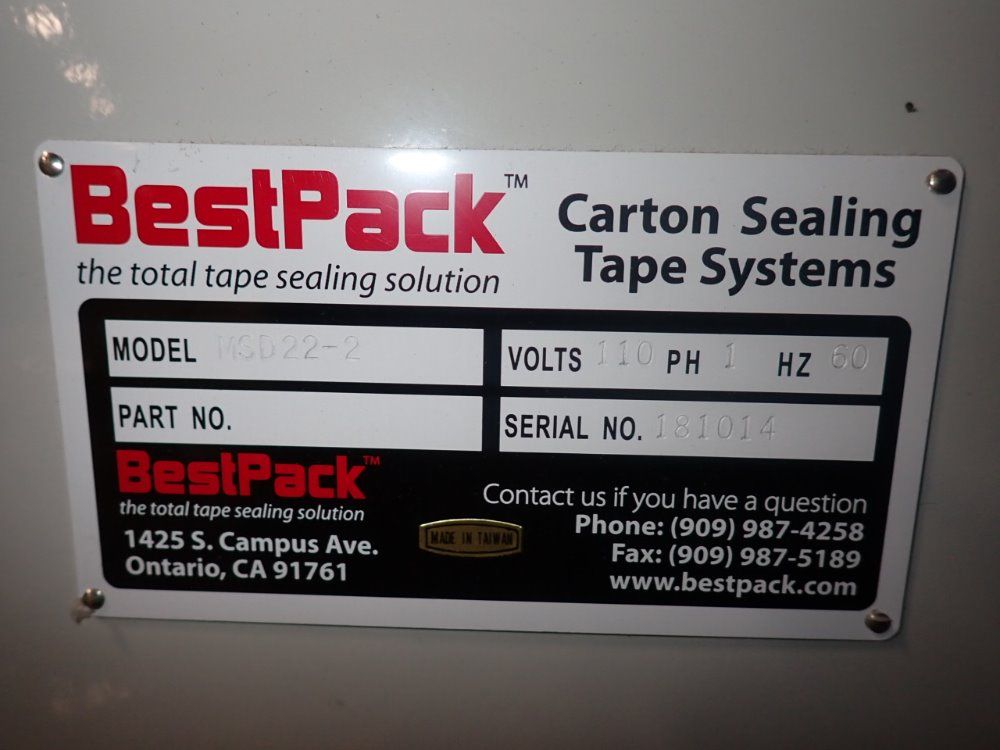 BestPack™
the total tape sealing solution
Carton Sealing
Tape Systems
MODEL MSD22-2
VOLTS 110 PH 1 HZ 60
PART NO.
SERIAL NO. 181014
BestPack™
the total tape sealing solution
1425 S. Campus Ave.
Ontario, CA 91761
MADE IN TAIWAN
Contact us if you have a question
Phone: (909) 987-4258
Fax: (909) 987-5189
www.bestpack.com